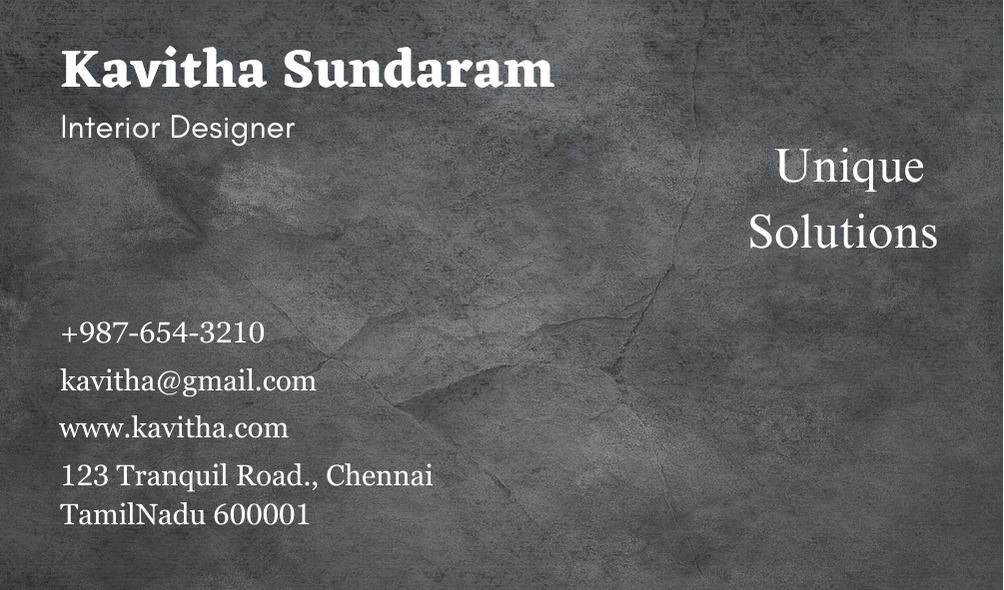 Kavitha Sundaram
Interior Designer
Unique
Solutions
+987-654-3210
kavitha@gmail.com
www.kavitha.com
123 Tranquil Road., Chennai
TamilNadu 600001